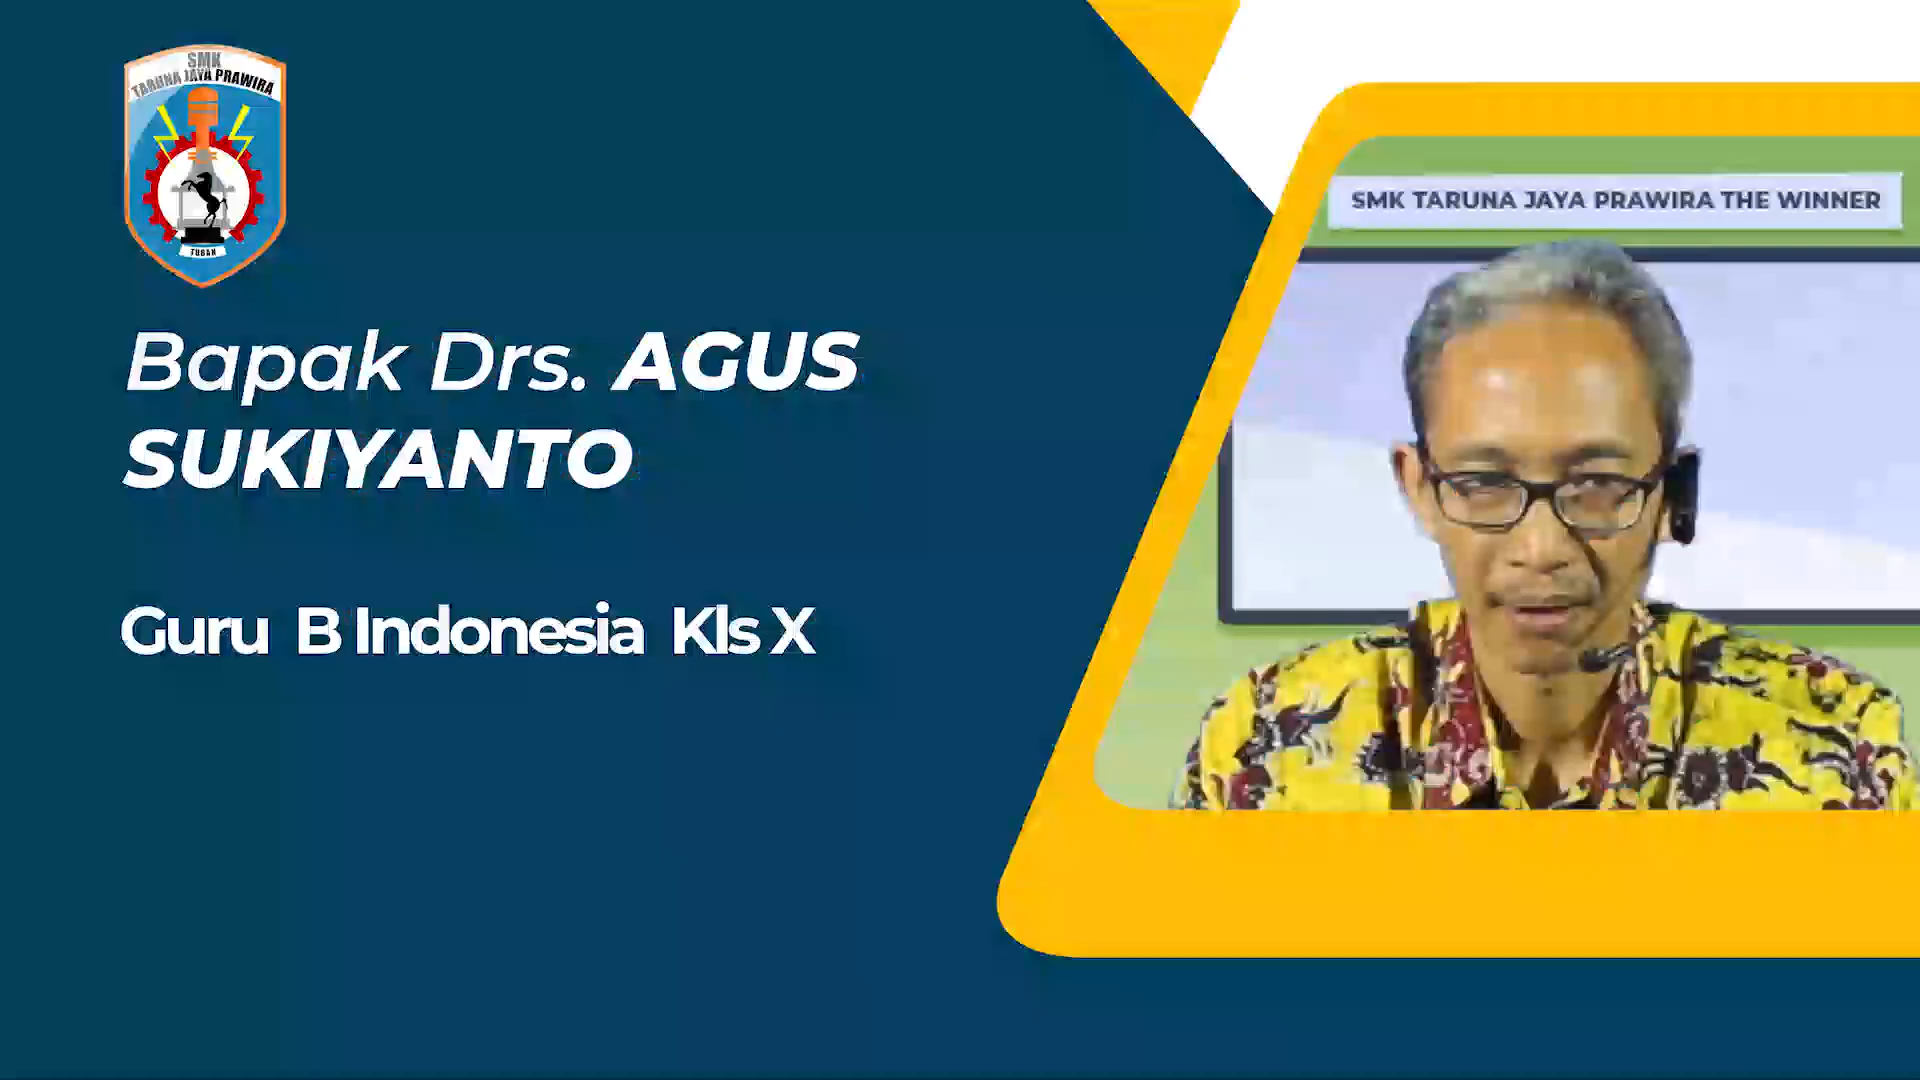 SMK
TARUNA JAYA PRAWIRA
TUBAN
Bapak Drs. AGUS
SUKIYANTO
Guru B Indonesia Kls X
SMK TARUNA JAYA PRAWIRA THE WINNER